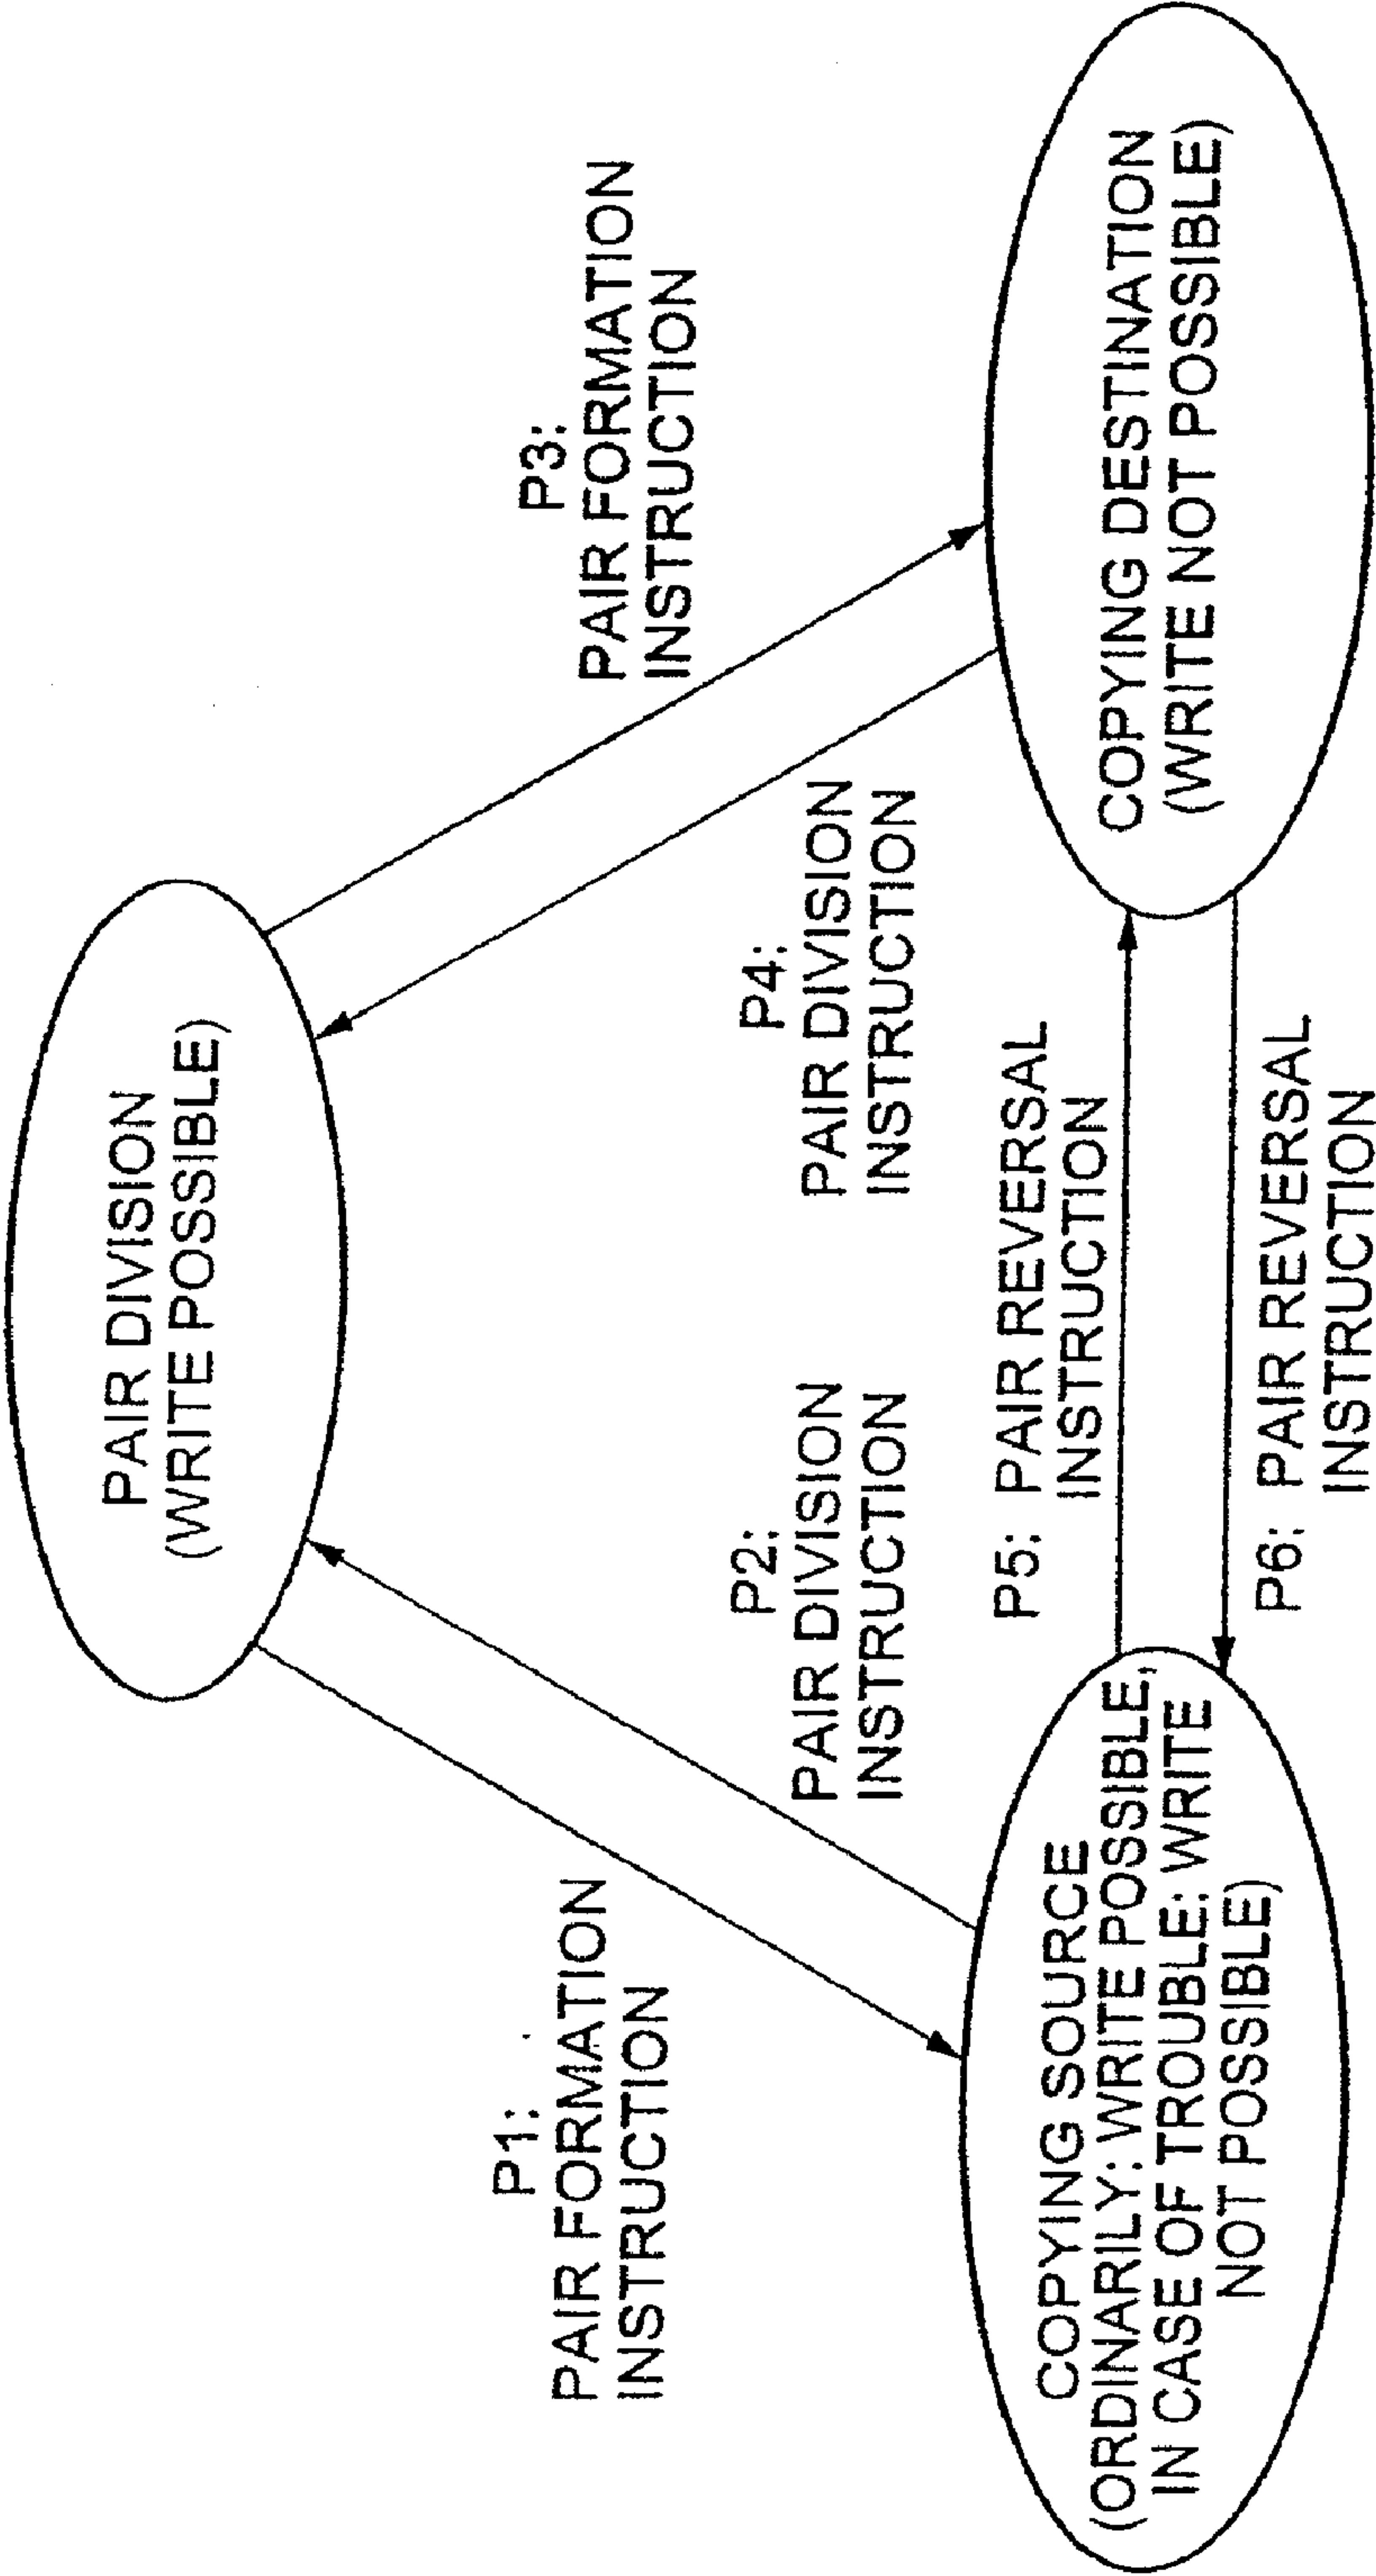 PAIR DIVISION
(WRITE POSSIBLE)
P1:
PAIR FORMATION
INSTRUCTION
P3:
PAIR FORMATION
INSTRUCTION
P2:
PAIR DIVISION
INSTRUCTION
P4:
PAIR DIVISION
INSTRUCTION
P5: PAIR REVERSAL
INSTRUCTION
COPYING SOURCE
(ORDINARILY: WRITE POSSIBLE,
IN CASE OF TROUBLE: WRITE
NOT POSSIBLE)
COPYING DESTINATION
(WRITE NOT POSSIBLE)
P6: PAIR REVERSAL
INSTRUCTION